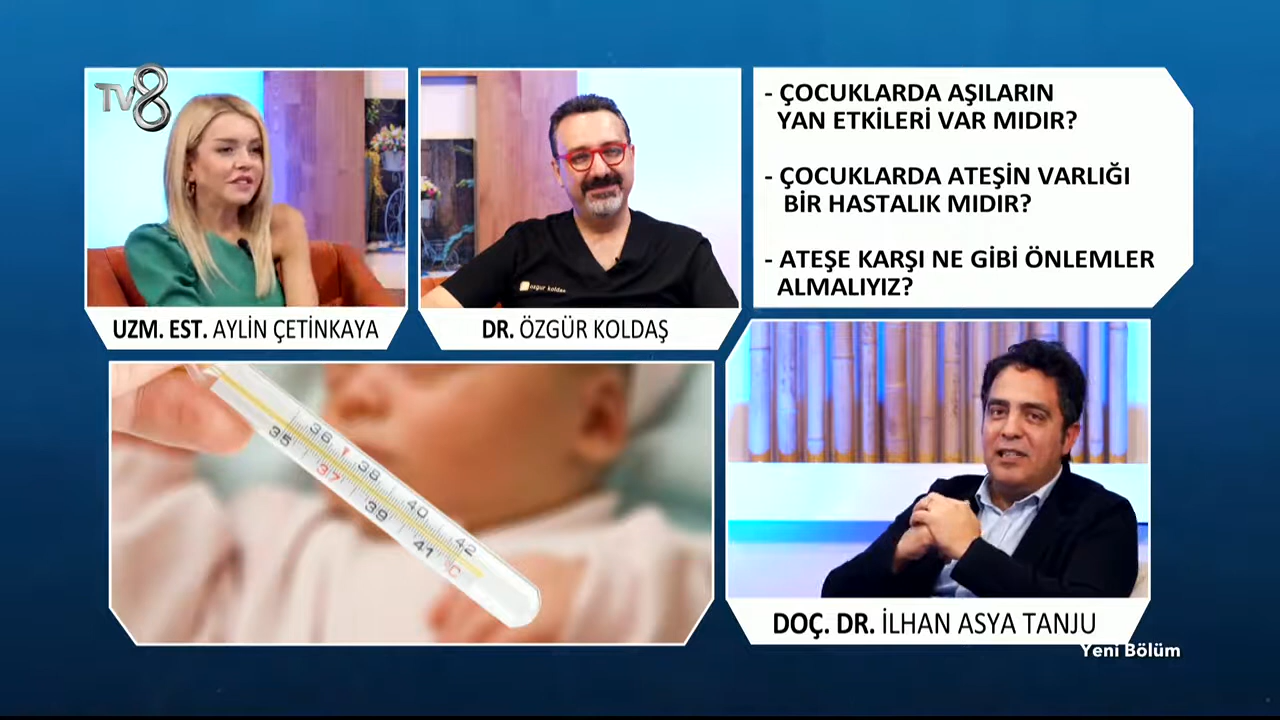 TV8
- ÇOCUKLARDA AŞILARIN
YAN ETKİLERİ VAR MIDIR?
- ÇOCUKLARDA ATEŞİN VARLIĞI
BİR HASTALIK MIDIR?
- ATEŞE KARŞI NE GİBİ ÖNLEMLER
ALMALIYIZ?
ozgur koldas
UZM. EST. AYLİN ÇETİNKAYA
DR. ÖZGÜR KOLDAŞ
35 36 37 38 39 40 41 42 °C
DOÇ. DR. İLHAN ASYA TANJU
Yeni Bölüm